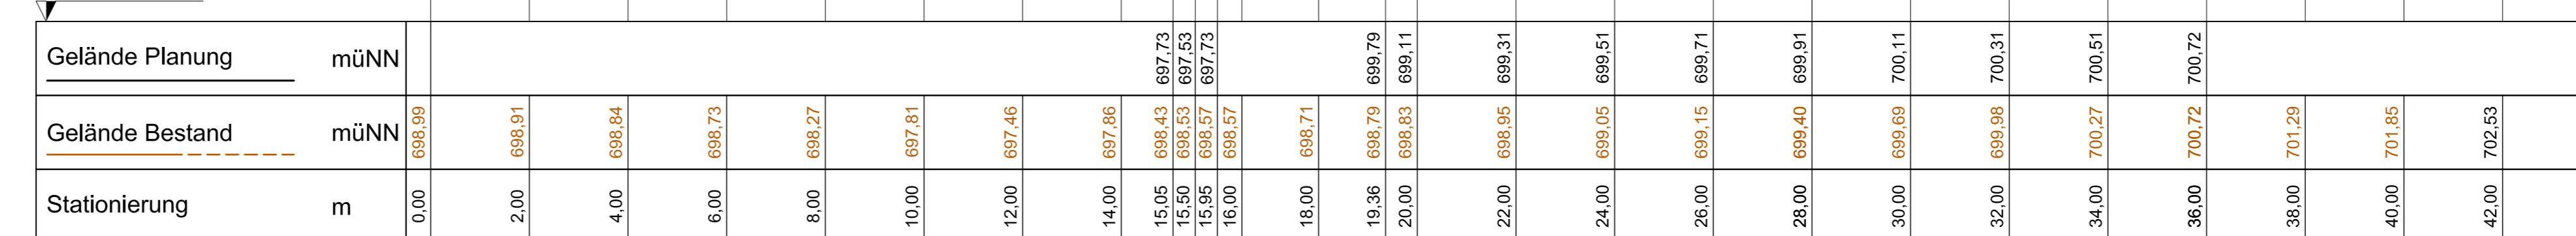 Gelände Planung müNN 697,73 697,53 697,73 699,79 699,11 699,31 699,51 699,71 699,91 700,11 700,31 700,51 700,72
Gelände Bestand müNN 698,99 698,91 698,84 698,73 698,27 697,81 697,46 697,86 698,43 698,53 698,57 698,57 698,71 698,79 698,83 698,95 699,05 699,15 699,40 699,69 699,98 700,27 700,72 701,29 701,85 702,53
Stationierung m 0,00 2,00 4,00 6,00 8,00 10,00 12,00 14,00 15,05 15,50 15,95 16,00 18,00 19,36 20,00 22,00 24,00 26,00 28,00 30,00 32,00 34,00 36,00 38,00 40,00 42,00